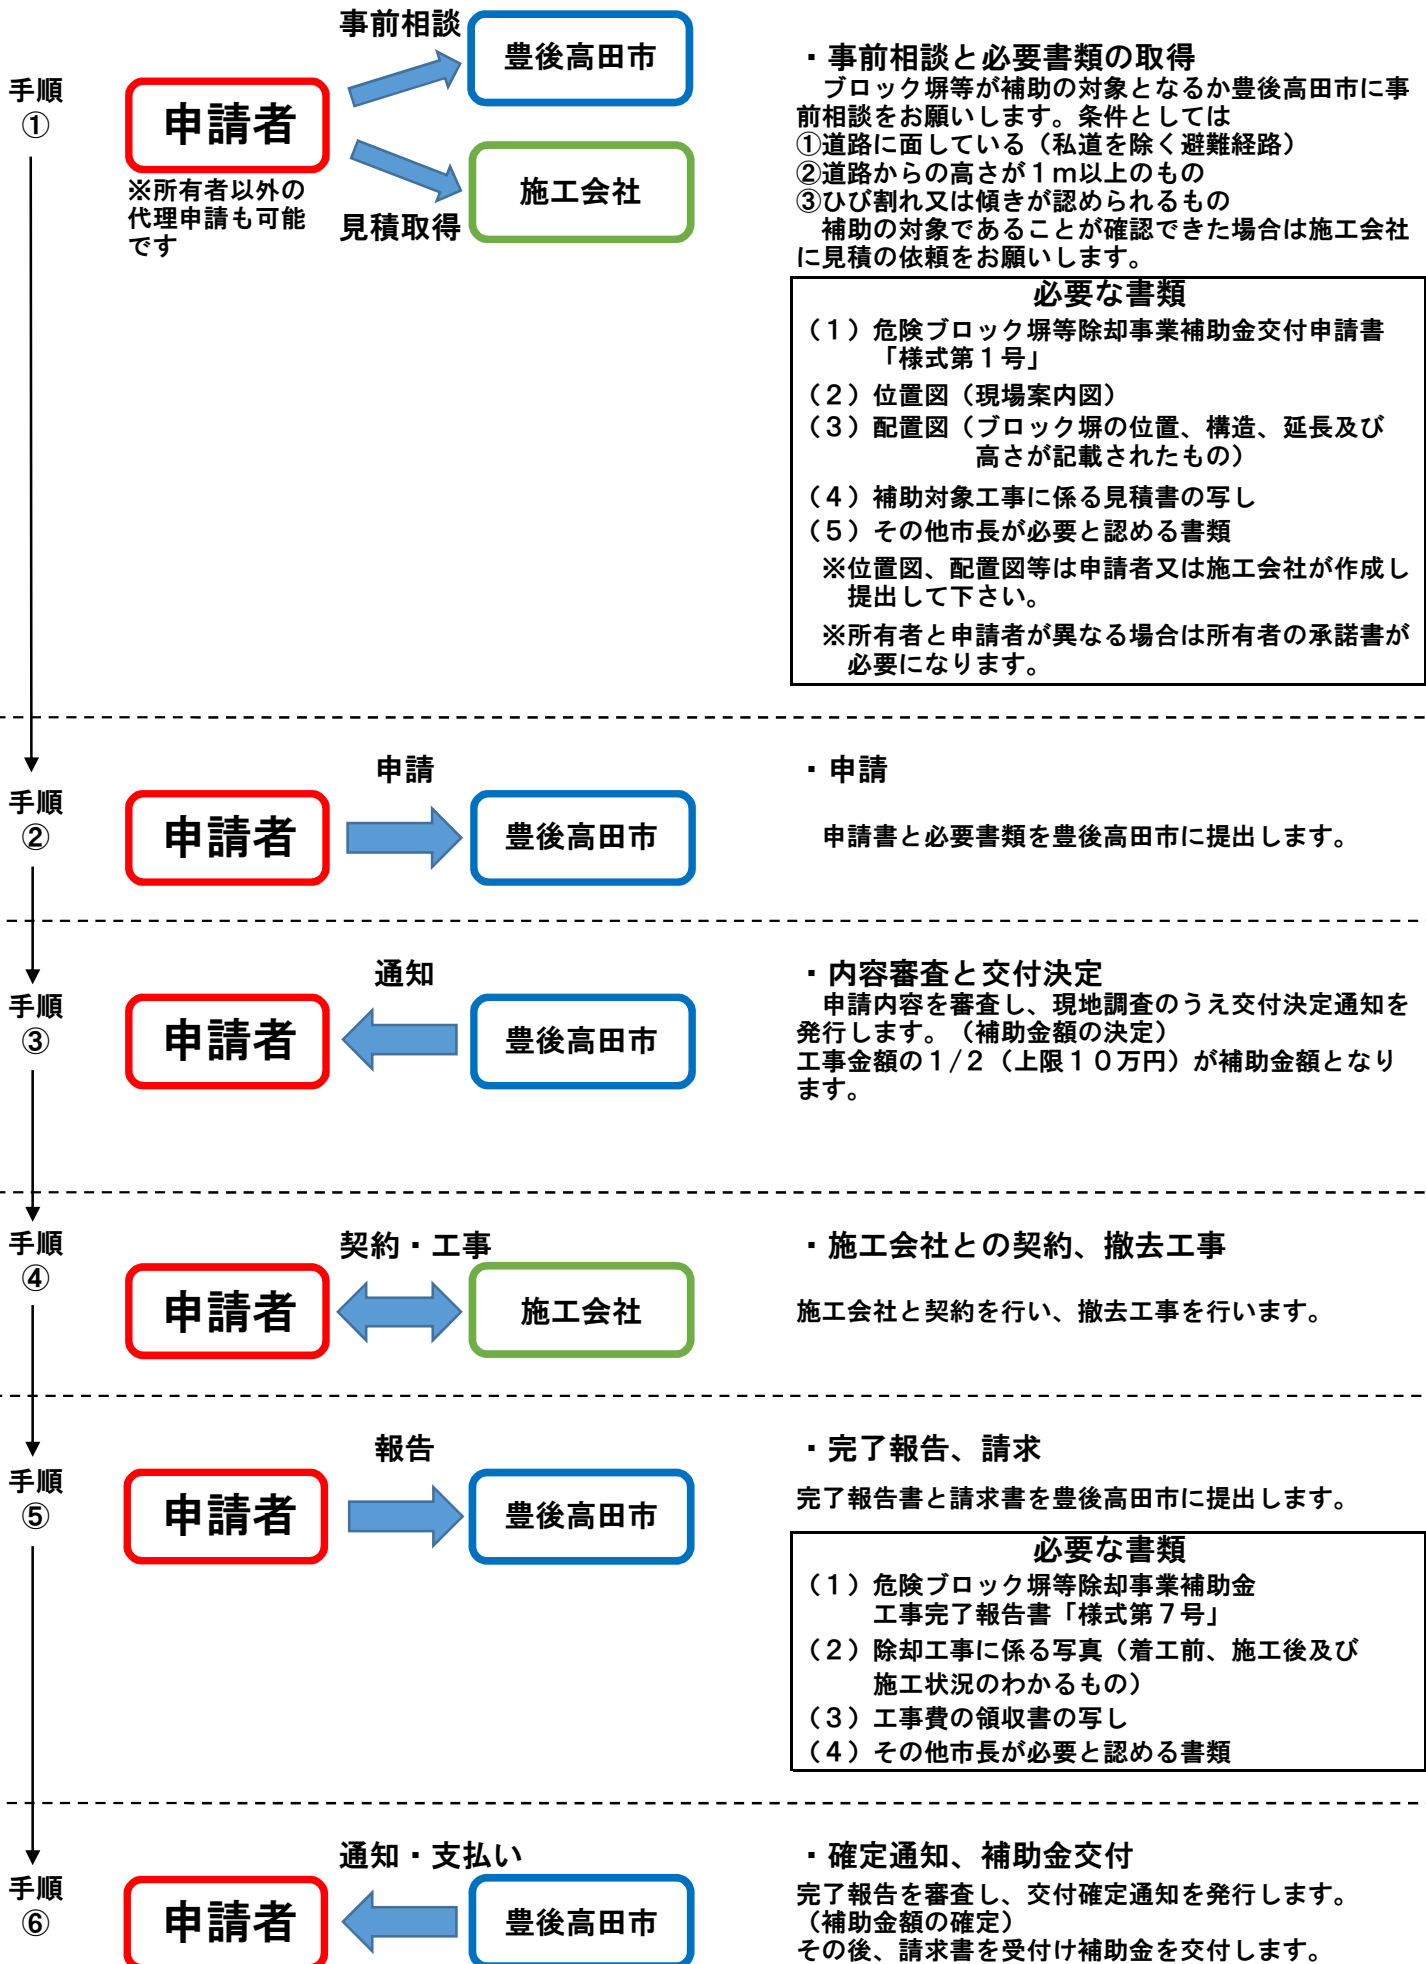 手順
①
申請者
※所有者以外の
代理申請も可能
です
事前相談
豊後高田市
見積取得
施工会社
・事前相談と必要書類の取得
ブロック塀等が補助の対象となるか豊後高田市に事
前相談をお願いします。条件としては
①道路に面している（私道を除く避難経路）
②道路からの高さが１ｍ以上のもの
③ひび割れ又は傾きが認められるもの
補助の対象であることが確認できた場合は施工会社
に見積の依頼をお願いします。
必要な書類
（１）危険ブロック塀等除却事業補助金交付申請書
「様式第１号」
（２）位置図（現場案内図）
（３）配置図（ブロック塀の位置、構造、延長及び
高さが記載されたもの）
（４）補助対象工事に係る見積書の写し
（５）その他市長が必要と認める書類
※位置図、配置図等は申請者又は施工会社が作成し
提出して下さい。
※所有者と申請者が異なる場合は所有者の承諾書が
必要になります。
手順
②
申請者
申請
豊後高田市
・申請
申請書と必要書類を豊後高田市に提出します。
手順
③
申請者
通知
豊後高田市
・内容審査と交付決定
申請内容を審査し、現地調査のうえ交付決定通知を
発行します。（補助金額の決定）
工事金額の１/２（上限１０万円）が補助金額となり
ます。
手順
④
申請者
契約・工事
施工会社
・施工会社との契約、撤去工事
施工会社と契約を行い、撤去工事を行います。
手順
⑤
申請者
報告
豊後高田市
・完了報告、請求
完了報告書と請求書を豊後高田市に提出します。
必要な書類
（１）危険ブロック塀等除却事業補助金
工事完了報告書「様式第７号」
（２）除却工事に係る写真（着工前、施工後及び
施工状況のわかるもの）
（３）工事費の領収書の写し
（４）その他市長が必要と認める書類
手順
⑥
申請者
通知・支払い
豊後高田市
・確定通知、補助金交付
完了報告を審査し、交付確定通知を発行します。
（補助金額の確定）
その後、請求書を受付け補助金を交付します。